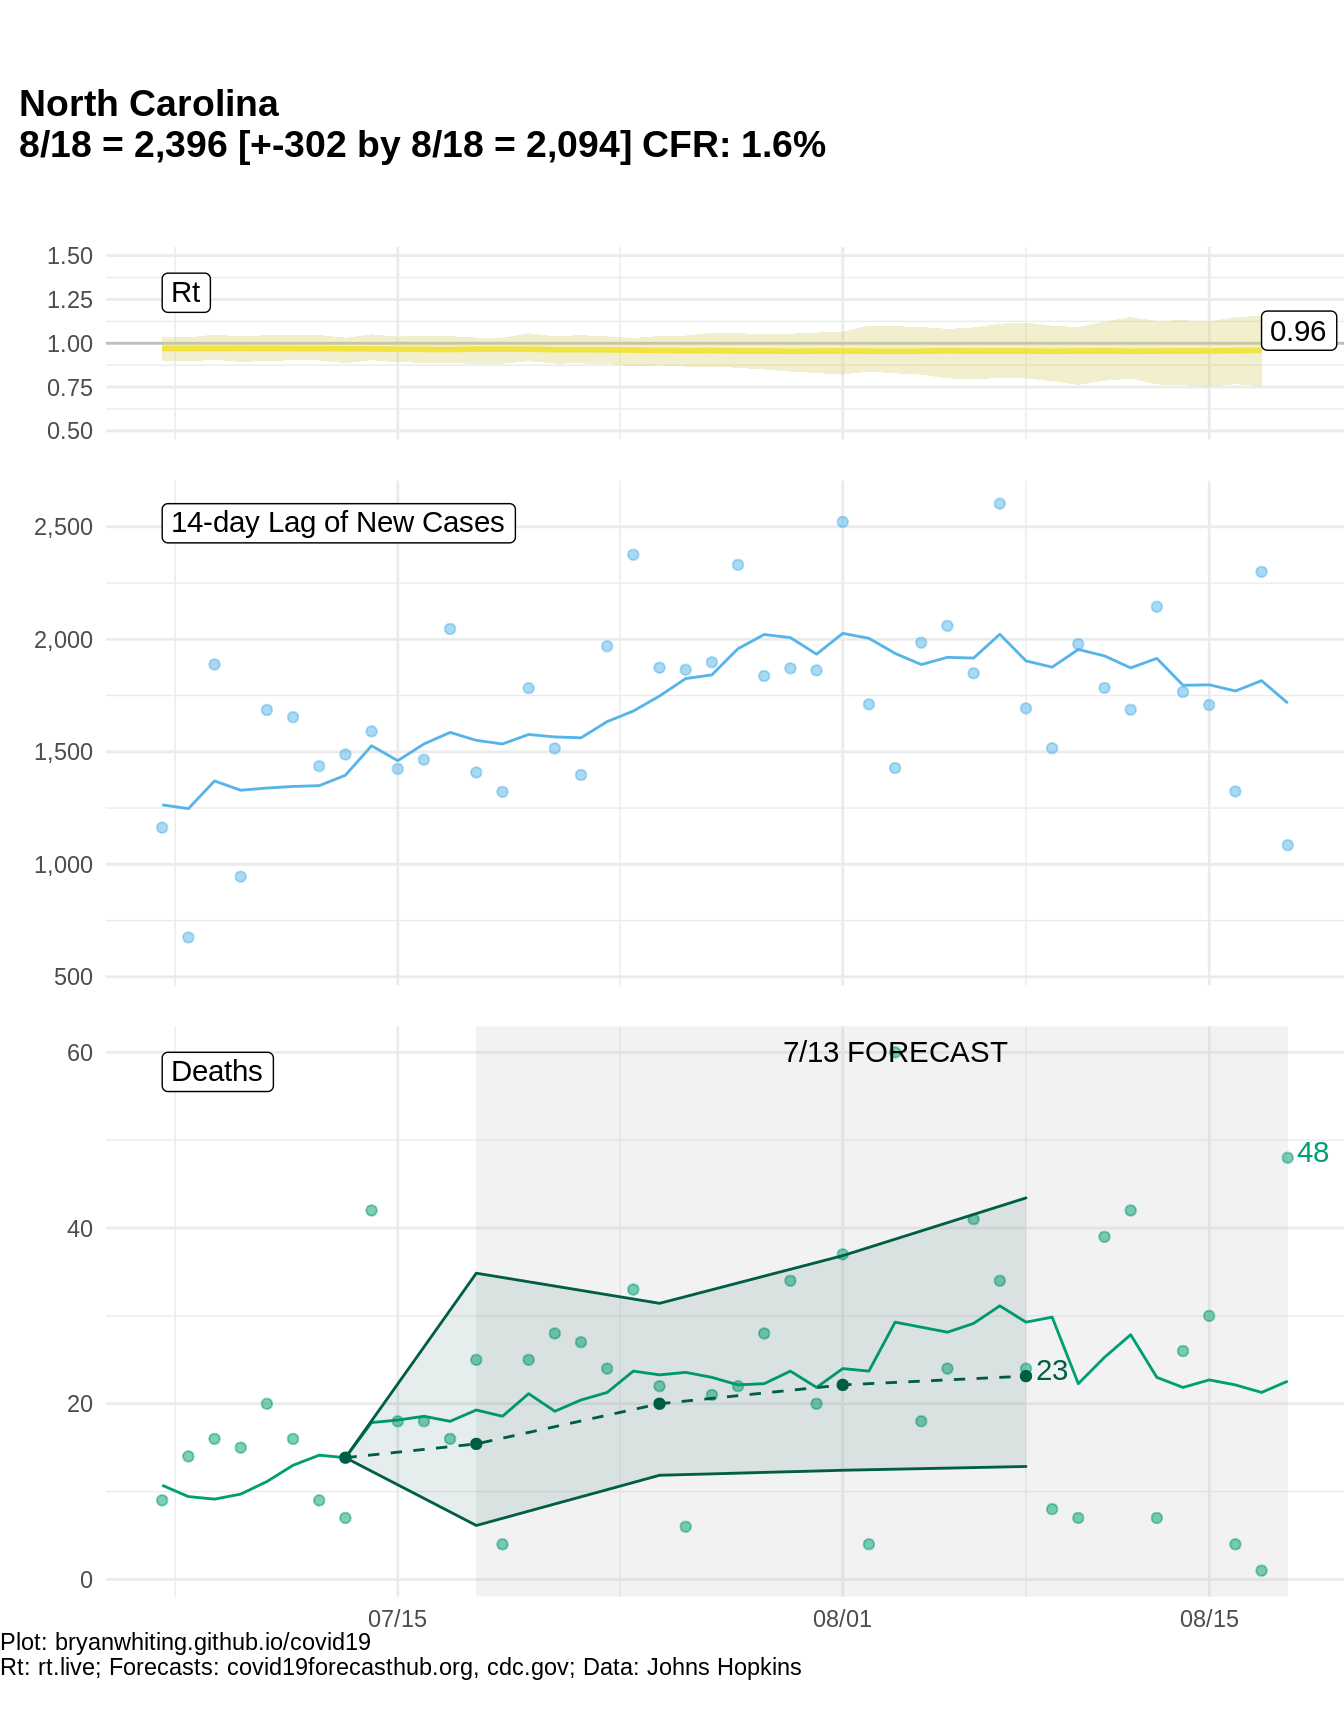 North Carolina
8/18 = 2,396 [+-302 by 8/18 = 2,094] CFR: 1.6%
1.50
1.25
1.00
0.75
0.50
Rt
0.96
2,500
2,000
1,500
1,000
500
14-day Lag of New Cases
60
40
20
0
Deaths
7/13 FORECAST
48
23
07/15
08/01
08/15
Plot: bryanwhiting.github.io/covid19
Rt: rt.live; Forecasts: covid19forecasthub.org, cdc.gov; Data: Johns Hopkins